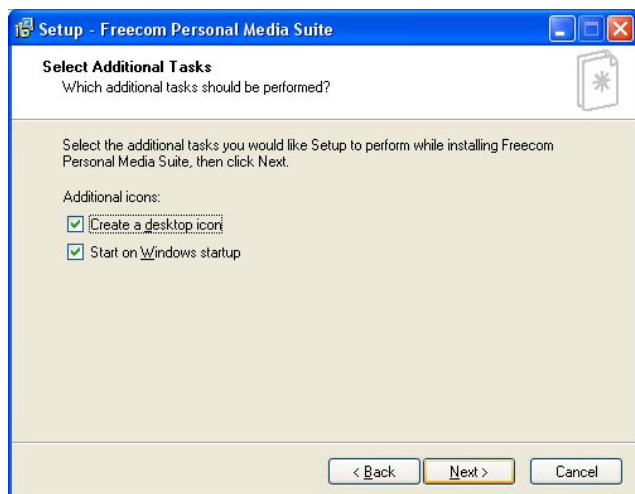 Setup - Freecom Personal Media Suite
Select Additional Tasks
Which additional tasks should be performed?
Select the additional tasks you would like Setup to perform while installing Freecom
Personal Media Suite, then click Next.
Additional icons:
Create a desktop icon
Start on Windows startup
< Back
Next >
Cancel